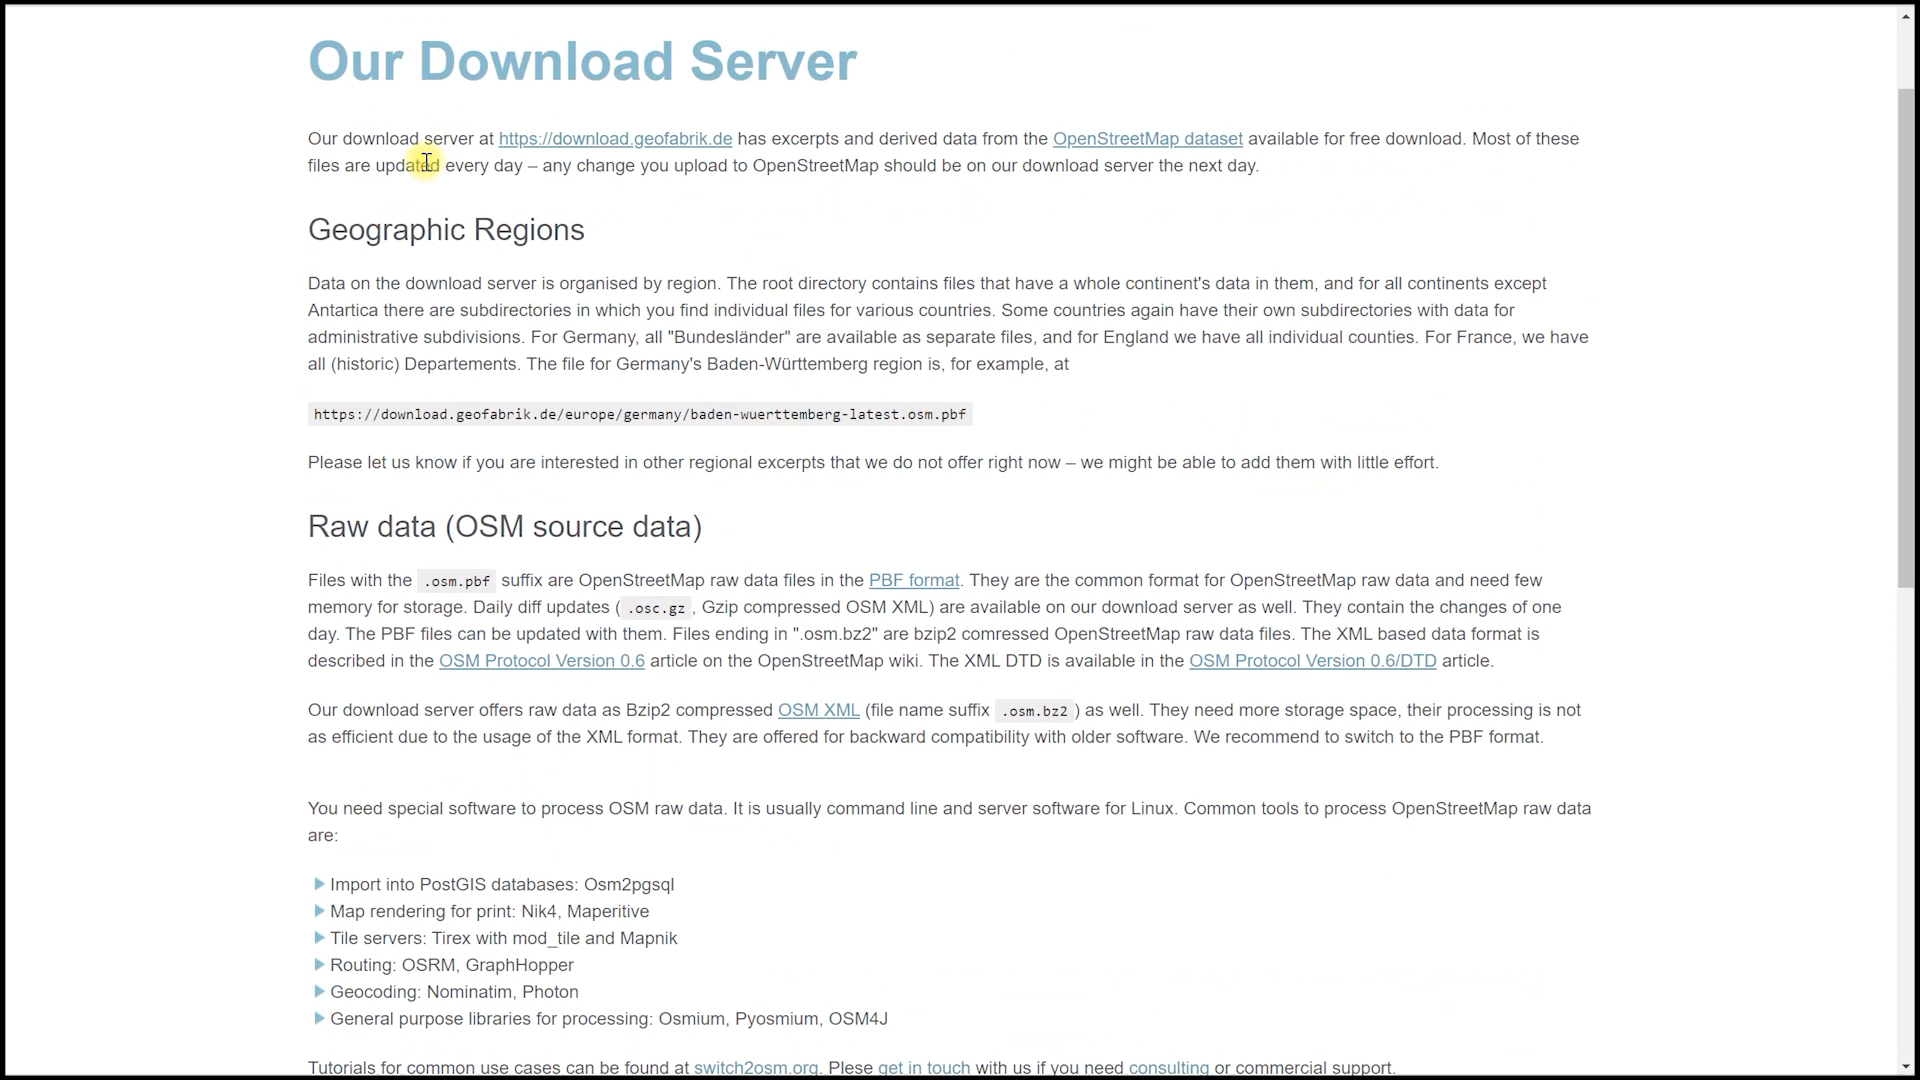 Our Download Server
Our download server at https://download.geofabrik.de has excerpts and derived data from the OpenStreetMap dataset available for free download. Most of these
files are updated every day – any change you upload to OpenStreetMap should be on our download server the next day.
Geographic Regions
Data on the download server is organised by region. The root directory contains files that have a whole continent's data in them, and for all continents except
Antartica there are subdirectories in which you find individual files for various countries. Some countries again have their own subdirectories with data for
administrative subdivisions. For Germany, all "Bundesländer" are available as separate files, and for England we have all individual counties. For France, we have
all (historic) Departements. The file for Germany's Baden-Württemberg region is, for example, at
https://download.geofabrik.de/europe/germany/baden-wuerttemberg-latest.osm.pbf
Please let us know if you are interested in other regional excerpts that we do not offer right now – we might be able to add them with little effort.
Raw data (OSM source data)
Files with the .osm.pbf suffix are OpenStreetMap raw data files in the PBF format. They are the common format for OpenStreetMap raw data and need few
memory for storage. Daily diff updates ( .osc.gz , Gzip compressed OSM XML) are available on our download server as well. They contain the changes of one
day. The PBF files can be updated with them. Files ending in ".osm.bz2" are bzip2 comressed OpenStreetMap raw data files. The XML based data format is
described in the OSM Protocol Version 0.6 article on the OpenStreetMap wiki. The XML DTD is available in the OSM Protocol Version 0.6/DTD article.
Our download server offers raw data as Bzip2 compressed OSM XML (file name suffix .osm.bz2 ) as well. They need more storage space, their processing is not
as efficient due to the usage of the XML format. They are offered for backward compatibility with older software. We recommend to switch to the PBF format.
You need special software to process OSM raw data. It is usually command line and server software for Linux. Common tools to process OpenStreetMap raw data
are:
Import into PostGIS databases: Osm2pgsql
Map rendering for print: Nik4, Maperitive
Tile servers: Tirex with mod_tile and Mapnik
Routing: OSRM, GraphHopper
Geocoding: Nominatim, Photon
General purpose libraries for processing: Osmium, Pyosmium, OSM4J
Tutorials for common use cases can be found at switch2osm.org. Plese get in touch with us if you need consulting or commercial support.